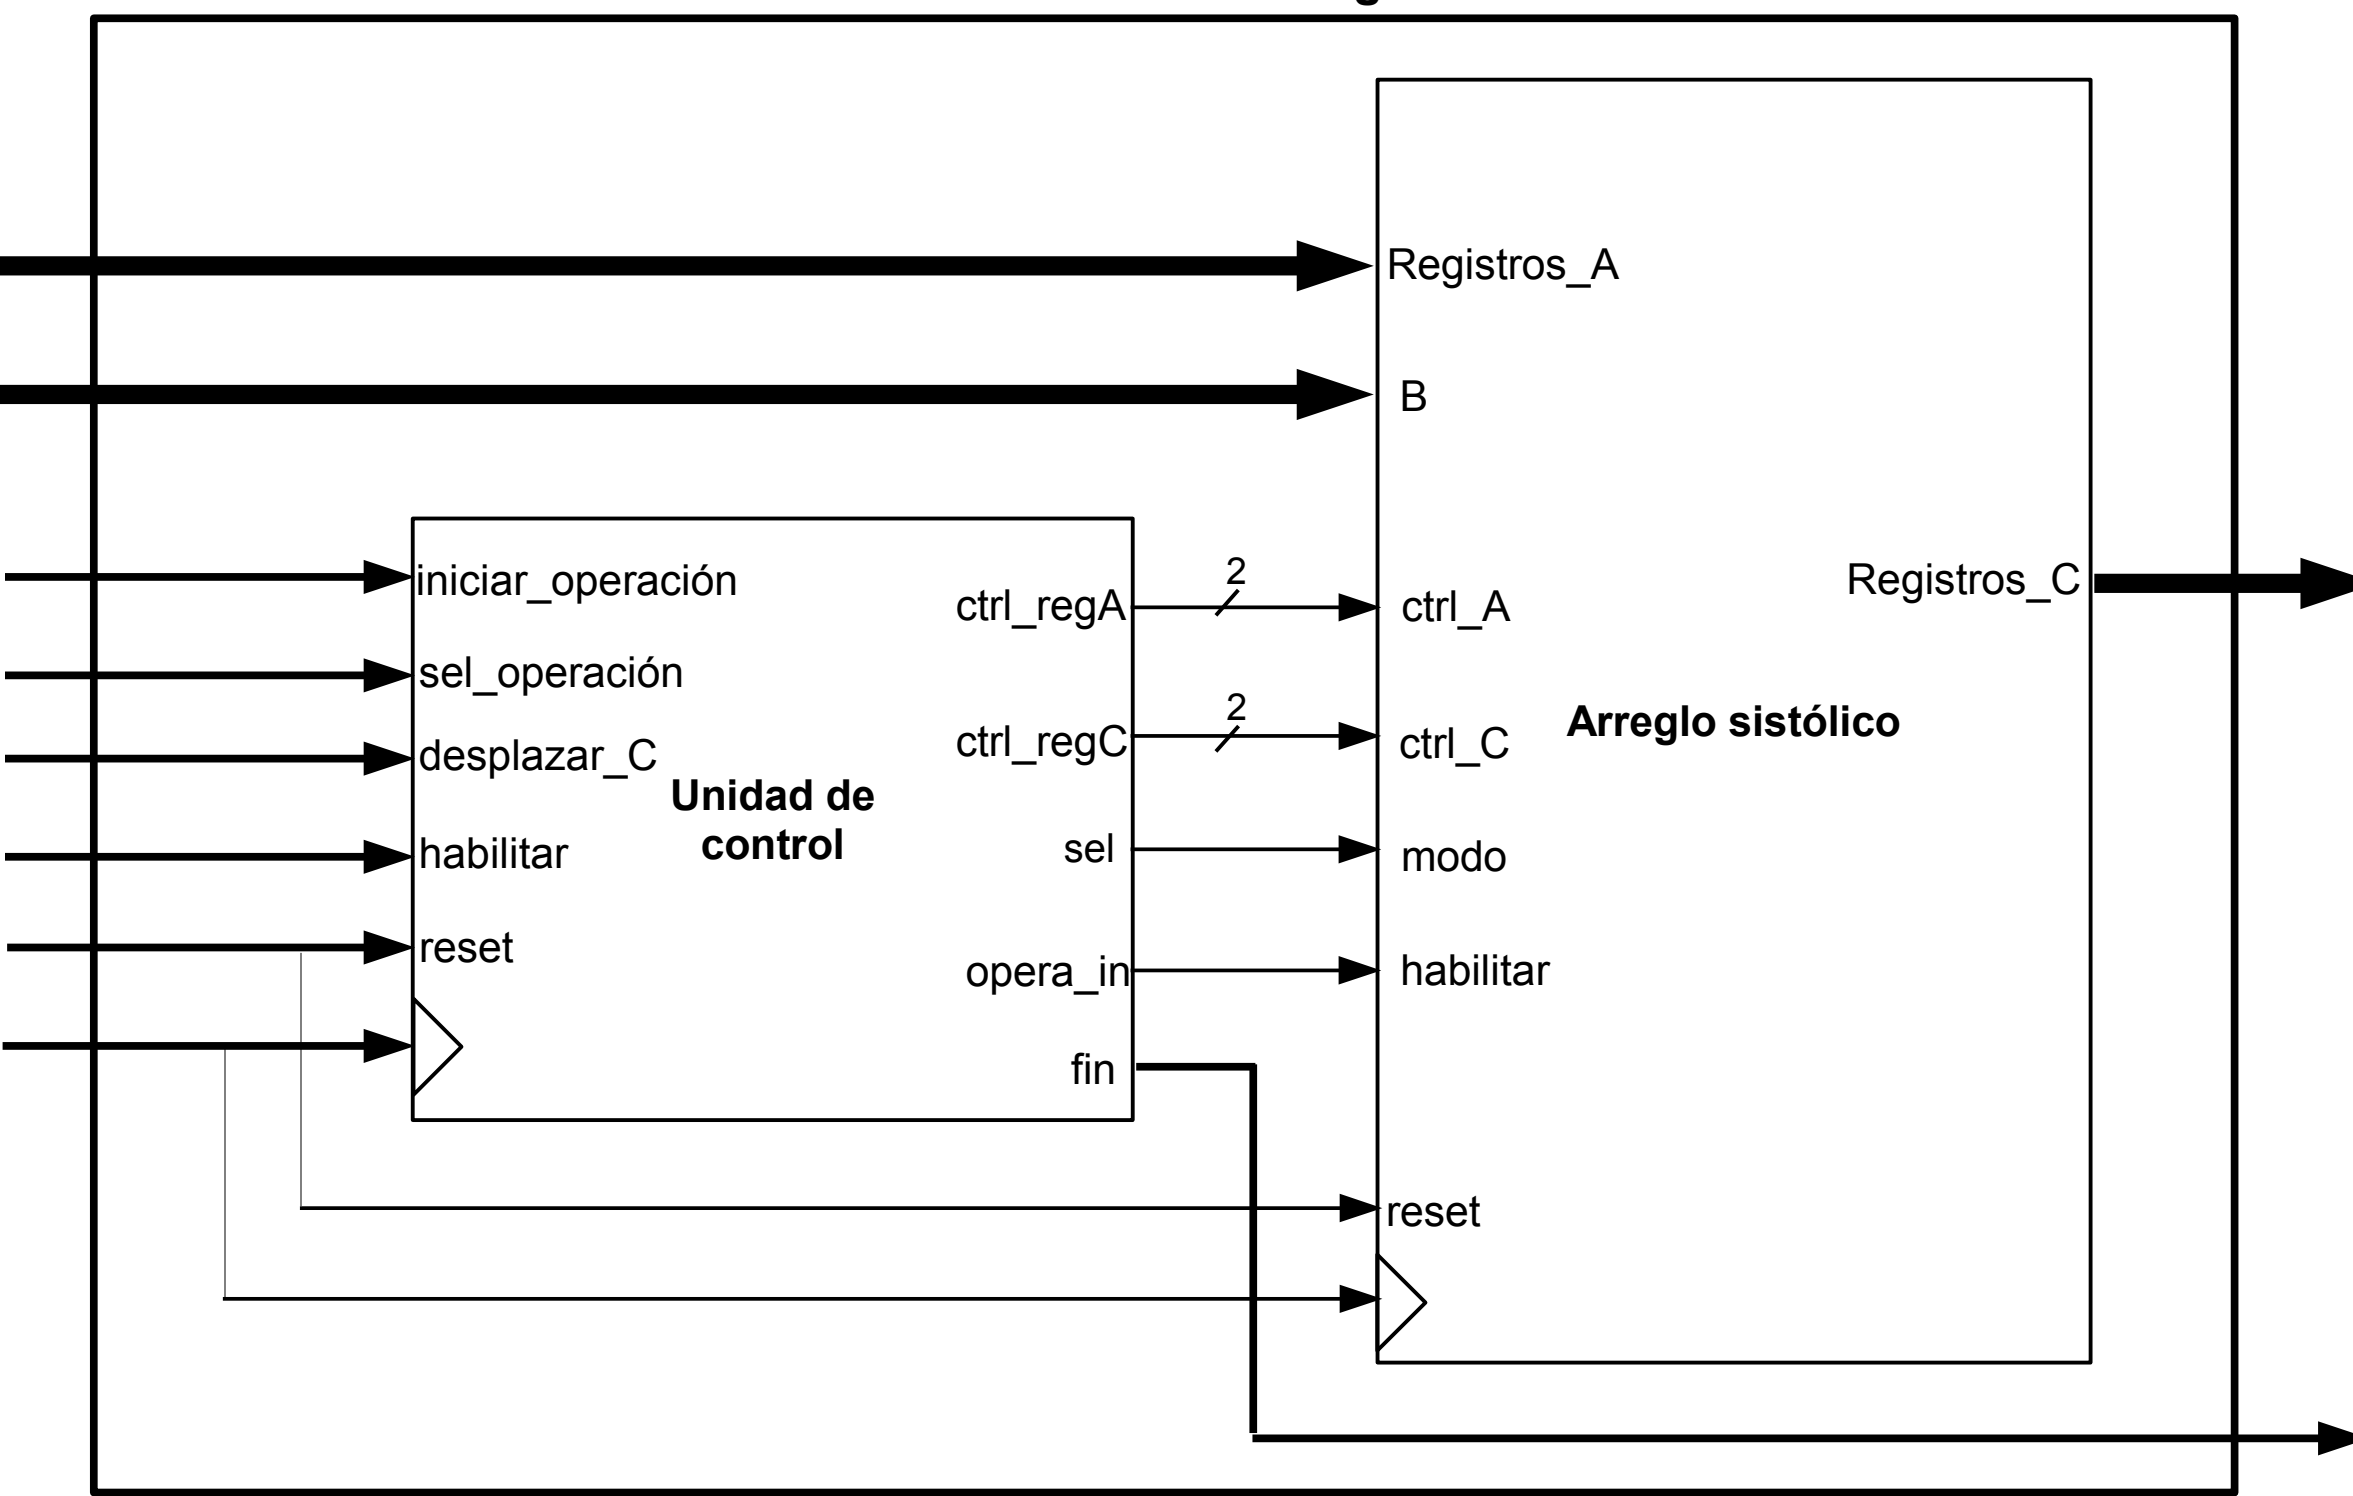 Registros_A
B
iniciar_operación
ctrl_regA
2
ctrl_A
Registros_C
sel_operación
desplazar_C
ctrl_regC
2
ctrl_C
Arreglo sistólico
Unidad de
control
habilitar
sel
modo
reset
opera_in
habilitar
fin
reset